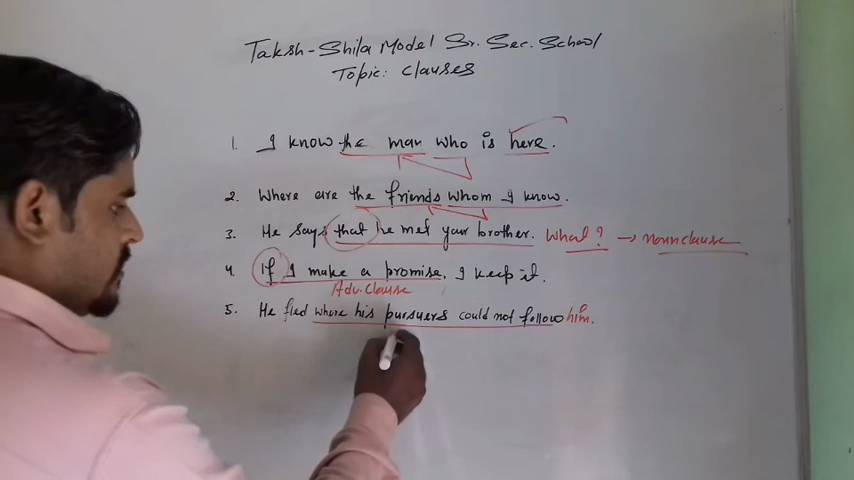 Taksh-Shila Model Sr. Sec. School
Topic: Clauses
1. I know the man who is here.
2. Where are the friends whom I know.
3. He says that he met your brother. What? → noun clause
4. If I make a promise, I keep it.
Adv. Clause
5. He fled where his pursuers could not follow him.